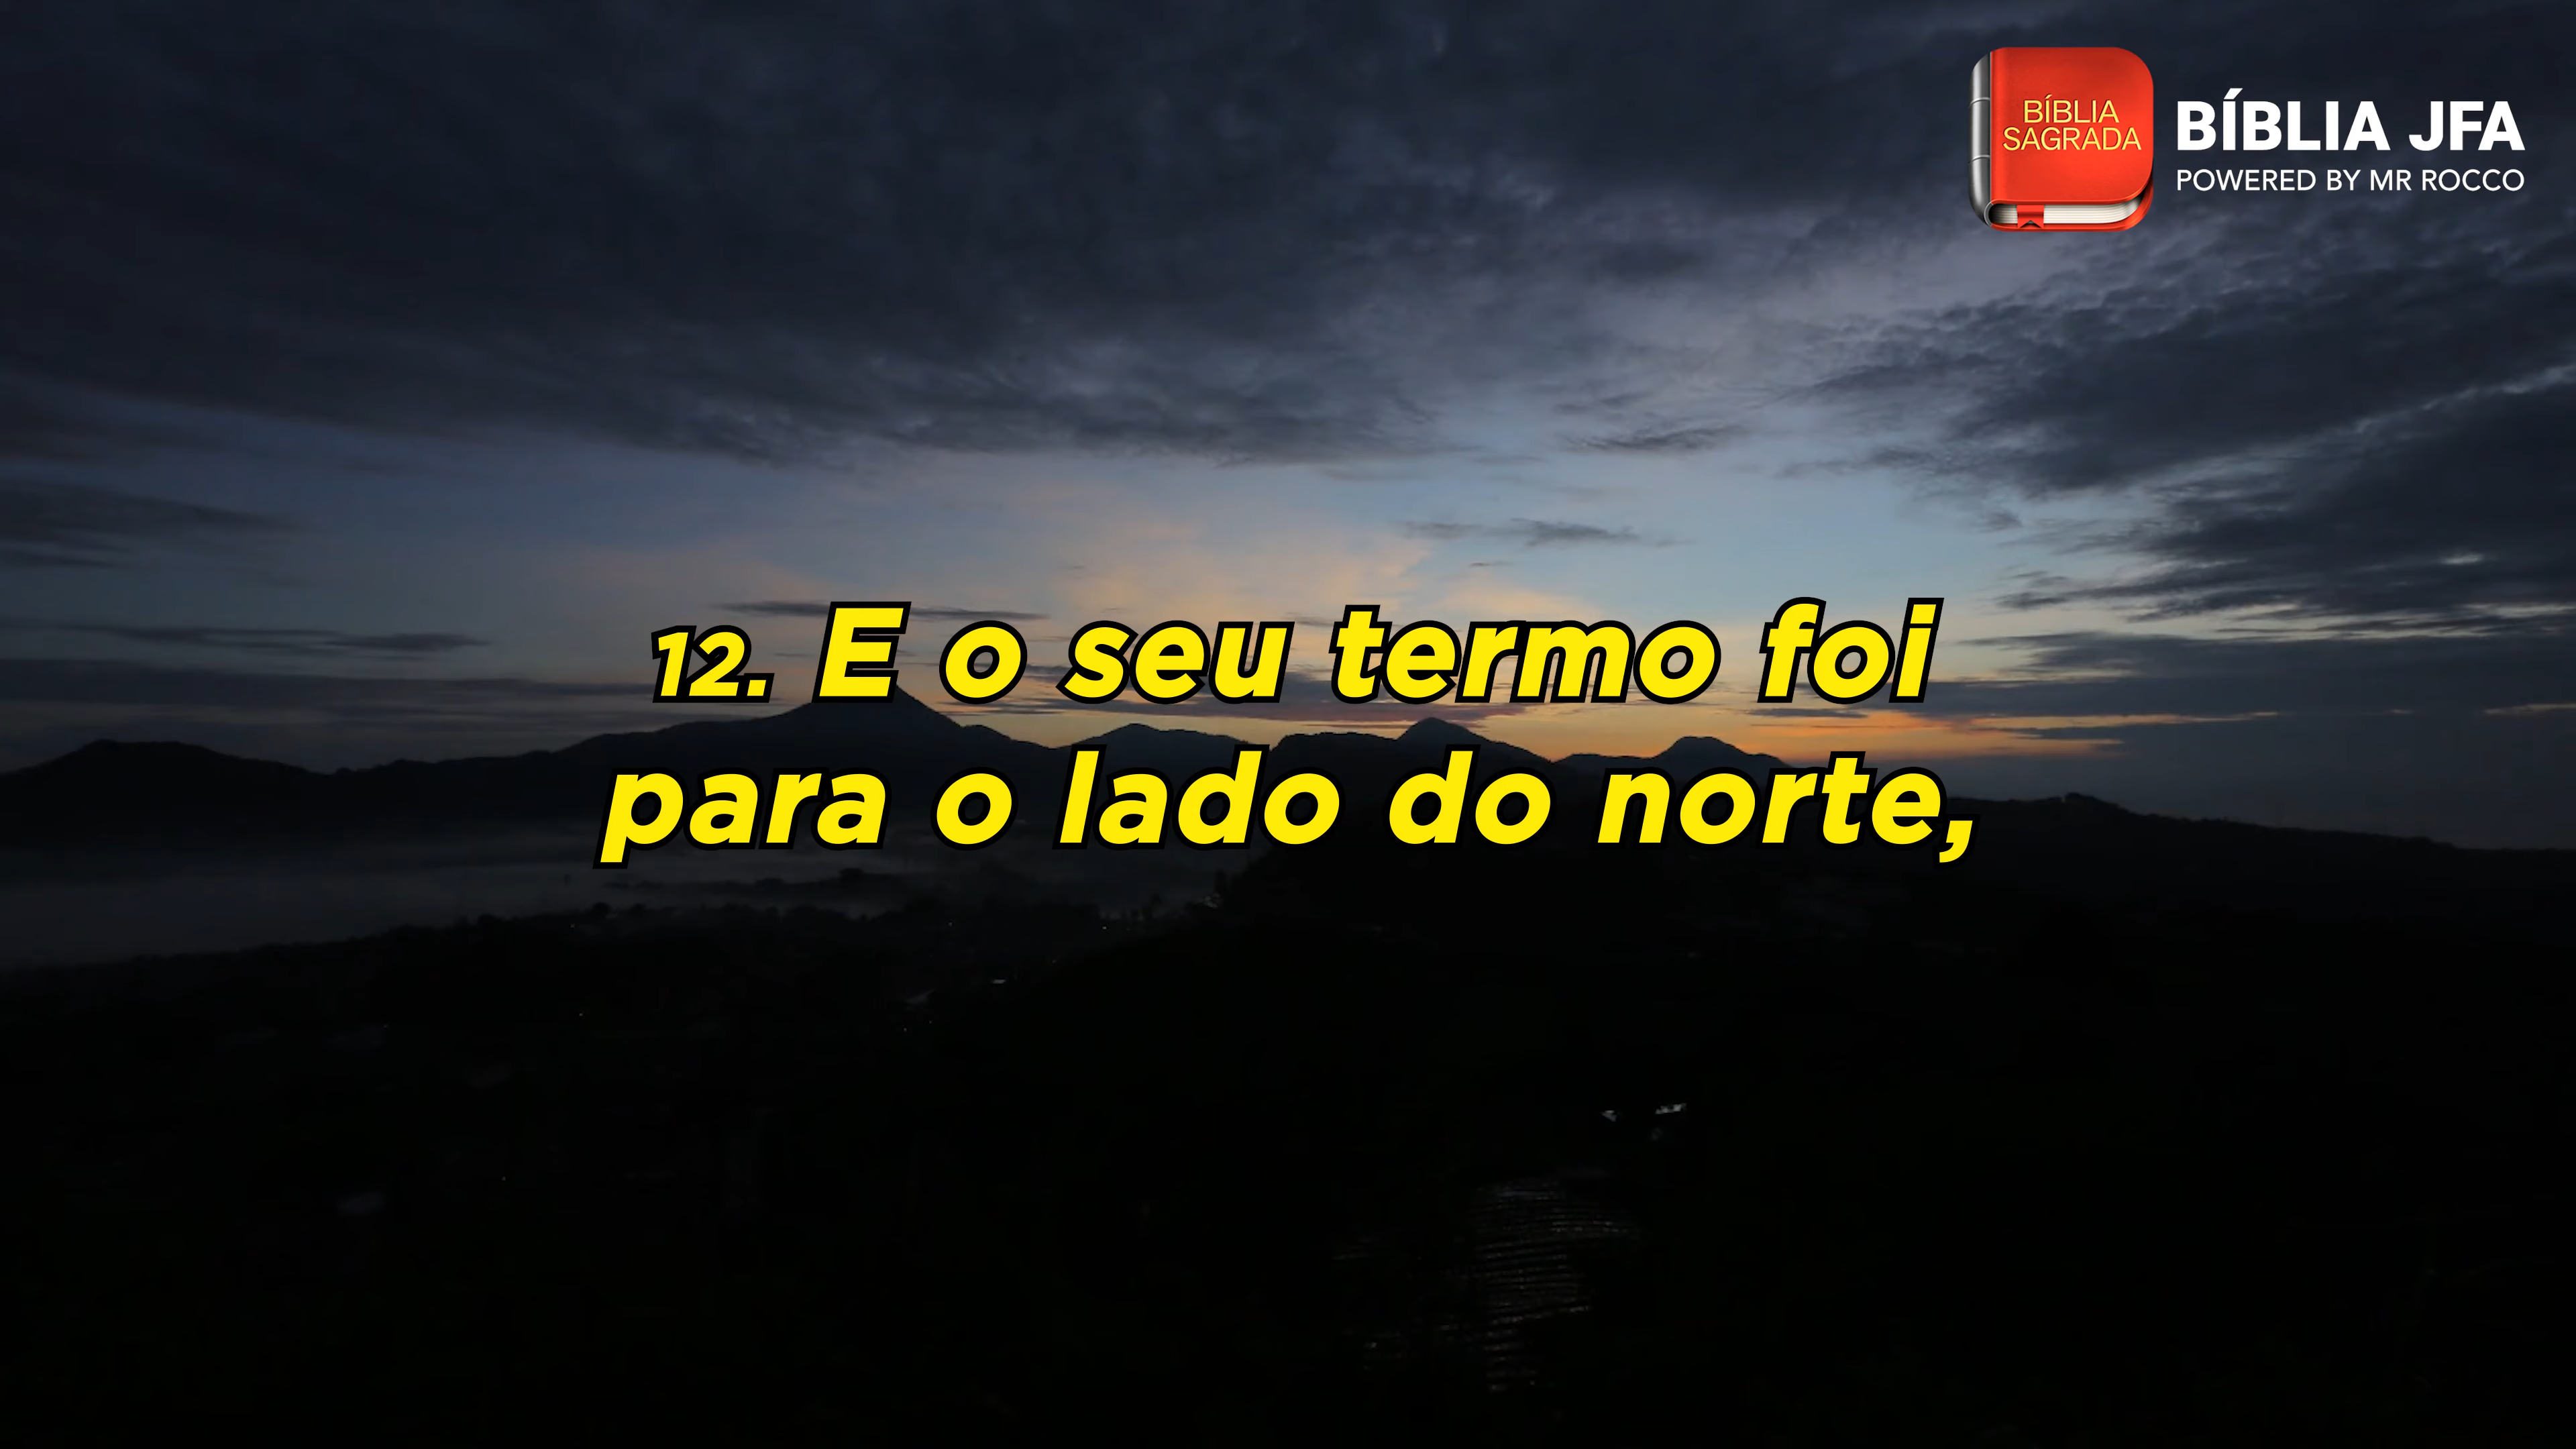 BÍBLIA
SAGRADA
BÍBLIA JFA
POWERED BY MR ROCCO
12. E o seu termo foi
para o lado do norte,